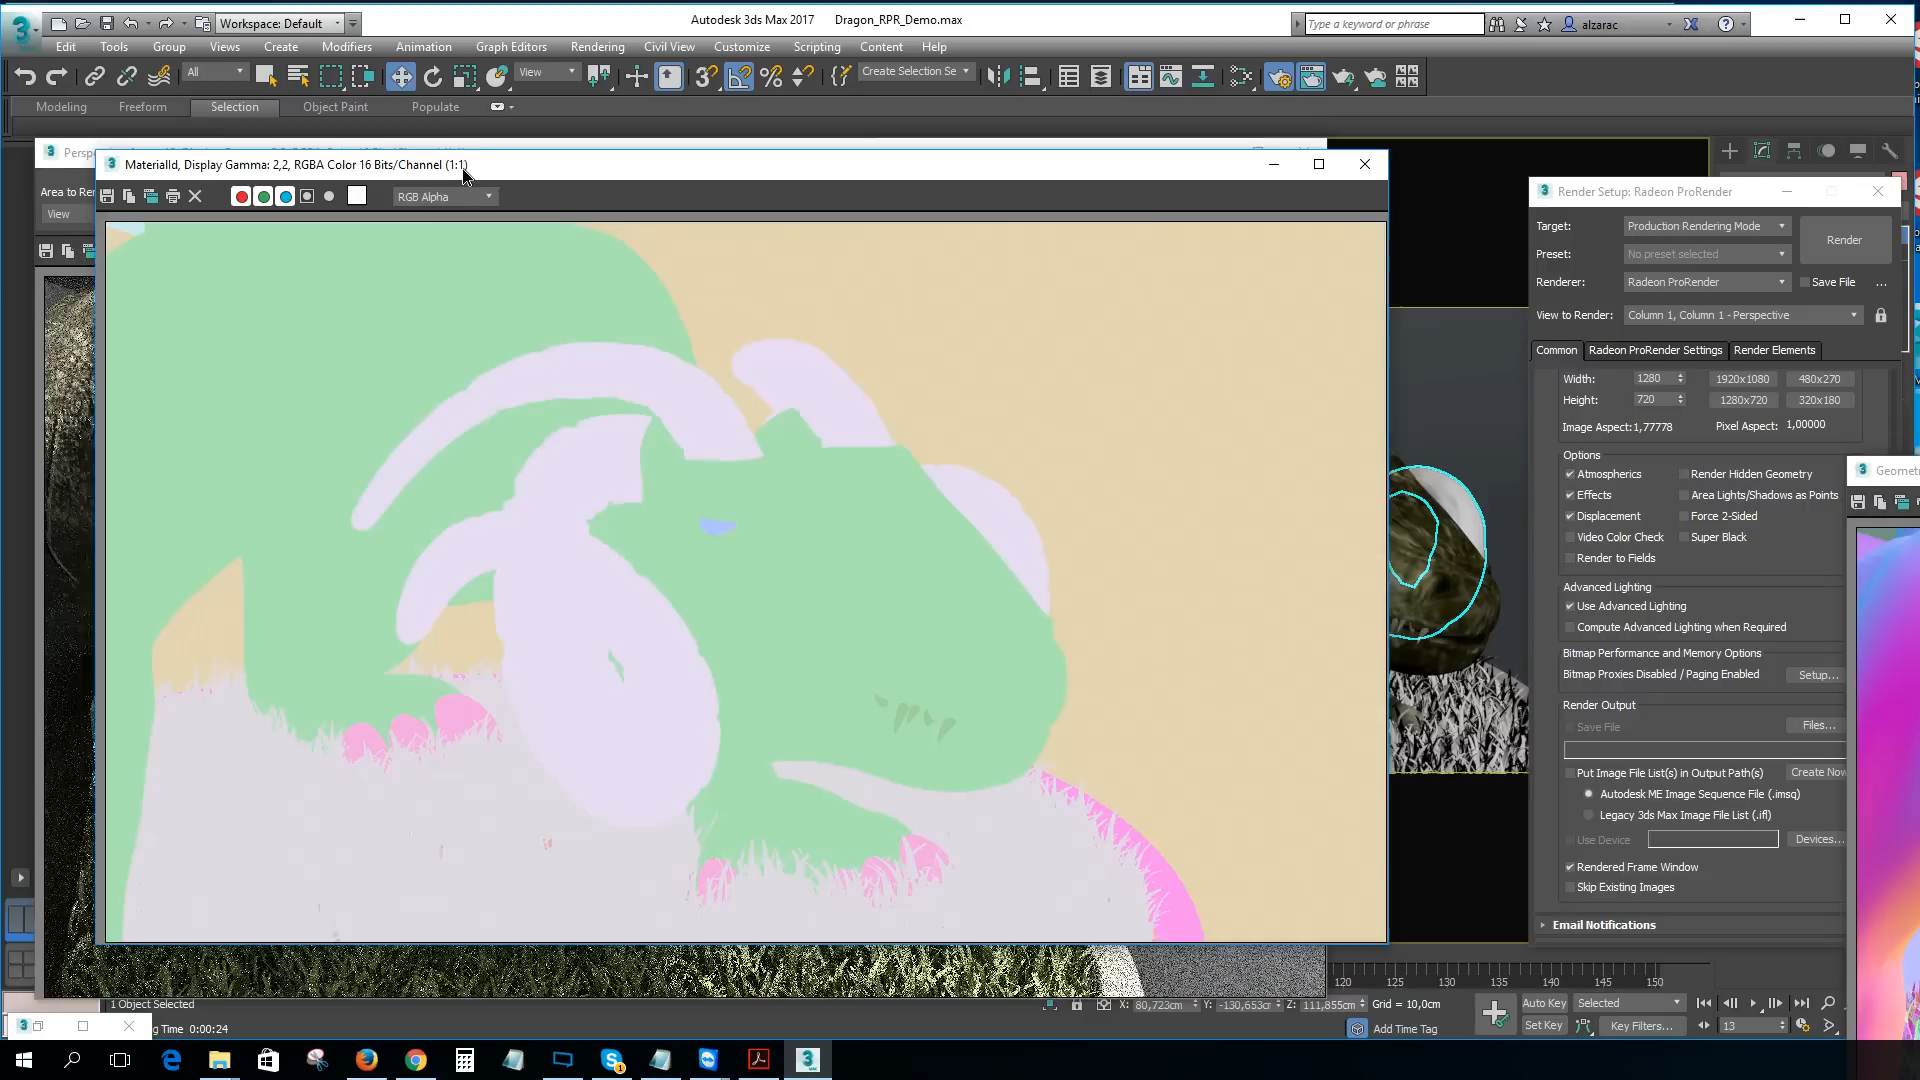 Workspace: Default
Autodesk 3ds Max 2017 Dragon_RPR_Demo.max
Type a keyword or phrase
alzarac
Edit Tools Group Views Create Modifiers Animation Graph Editors Rendering Civil View Customize Scripting Content Help
All
View
Create Selection Se
Modeling Freeform Selection Object Paint Populate
Persp
MaterialId, Display Gamma: 2,2, RGBA Color 16 Bits/Channel (1:1)
Area to Re
View
RGB Alpha
Render Setup: Radeon ProRender
Target: Production Rendering Mode
Render
Preset: No preset selected
Renderer: Radeon ProRender
Save File ...
View to Render: Column 1, Column 1 - Perspective
Common Radeon ProRender Settings Render Elements
Width: 1280 1920x1080 480x270
Height: 720 1280x720 320x180
Image Aspect:1,77778 Pixel Aspect: 1,00000
Options
Atmospherics Render Hidden Geometry
Effects Area Lights/Shadows as Points
Displacement Force 2-Sided
Video Color Check Super Black
Render to Fields
Advanced Lighting
Use Advanced Lighting
Compute Advanced Lighting when Required
Bitmap Performance and Memory Options
Bitmap Proxies Disabled / Paging Enabled Setup...
Render Output
Save File Files...
Put Image File List(s) in Output Path(s) Create Now
Autodesk ME Image Sequence File (.imsq)
Legacy 3ds Max Image File List (.ifl)
Use Device Devices...
Rendered Frame Window
Skip Existing Images
Email Notifications
Geomet
120 125 130 135 140 145 150
1 Object Selected
X: 80,723cm Y: -130,653cm Z: 111,855cm Grid = 10,0cm
Auto Key Selected
g Time 0:00:24
Add Time Tag
Set Key Key Filters... 13